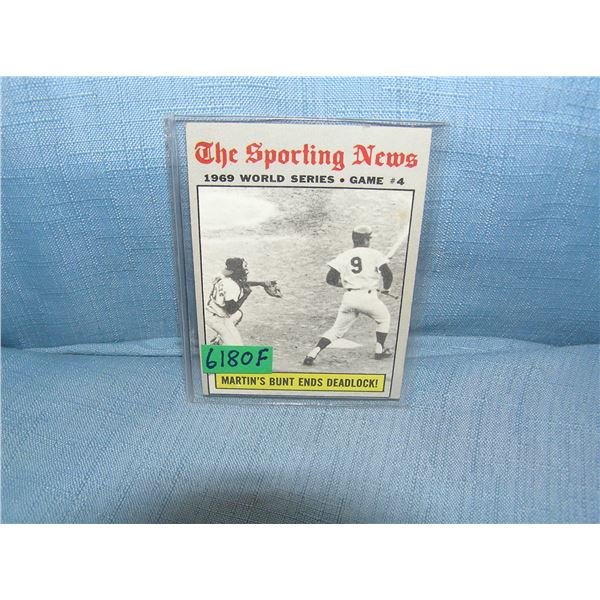 The Sporting News
1969 WORLD SERIES • GAME #4
9
6180F
MARTIN'S BUNT ENDS DEADLOCK!